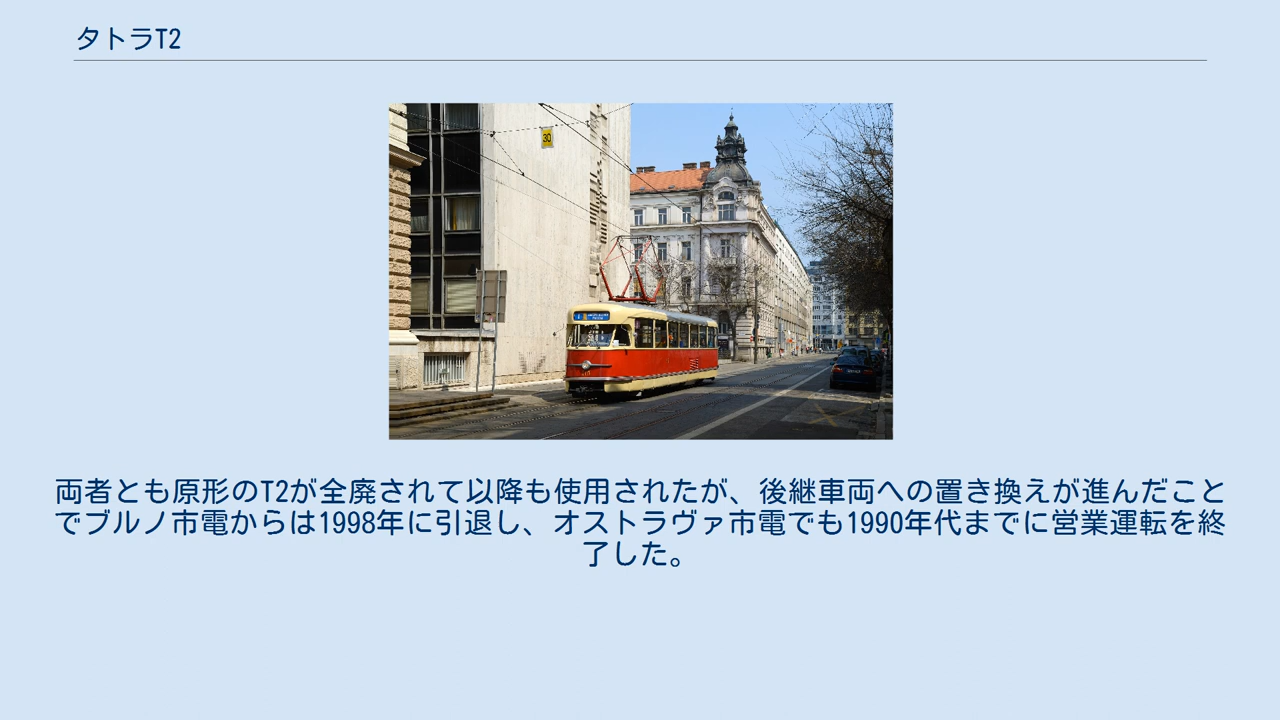 タトラT2
30
両者とも原形のT2が全廃されて以降も使用されたが、後継車両への置き換えが進んだこと
でブルノ市電からは1998年に引退し、オストラヴァ市電でも1990年代までに営業運転を終
了した。